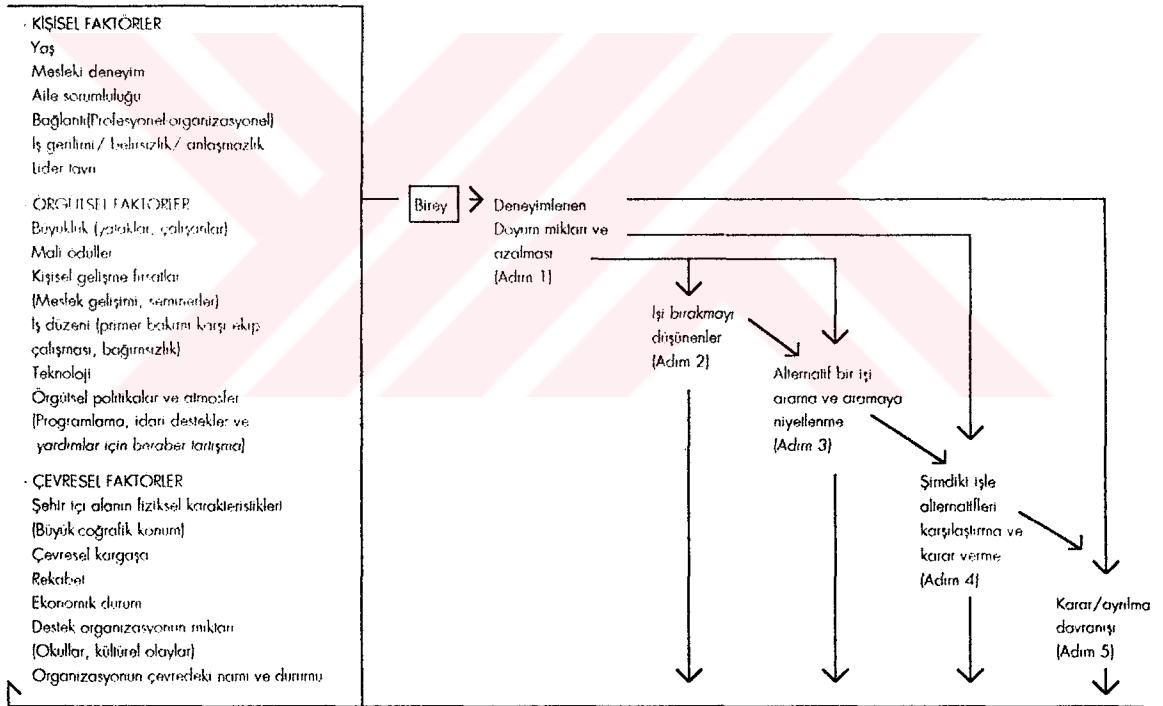 · KİŞİSEL FAKTÖRLER
Yaş
Mesleki deneyim
Aile sorumluluğu
Bağlantı(Profesyonel-organizasyonel)
İş gerilimi/ belirsizlik/ anlaşmazlık
Lider tavrı
· ÖRGÜTSEL FAKTÖRLER
Büyüklük (yataklar, çalışanlar)
Mali ödüller
Kişisel gelişme fırsatları
(Meslek gelişimi, seminerler)
İş düzeni (primer bakımı karşı ekip
çalışması, bağımsızlık)
Teknoloji
Örgütsel politikalar ve atmosfer
(Programlama, idari destekler ve
yardımlar için beraber tartışma)
· ÇEVRESEL FAKTÖRLER
Şehir içi alanın fiziksel karakteristikleri
(Büyük coğrafik konum)
Çevresel kargaşa
Rekabet
Ekonomik durum
Destek organizasyonun miktarı
(Okullar, kültürel olaylar)
Organizasyonun çevredeki namı ve durumu
Birey
Deneyimlenen
Doyum miktarı ve
azalması
(Adım 1)
İşi bırakmayı
düşünenler
(Adım 2)
Alternatif bir işi
arama ve aramaya
niyetlenme
(Adım 3)
Şimdiki işle
alternatifleri
karşılaştırma ve
karar verme
(Adım 4)
Karar/ayrılma
davranışı
(Adım 5)